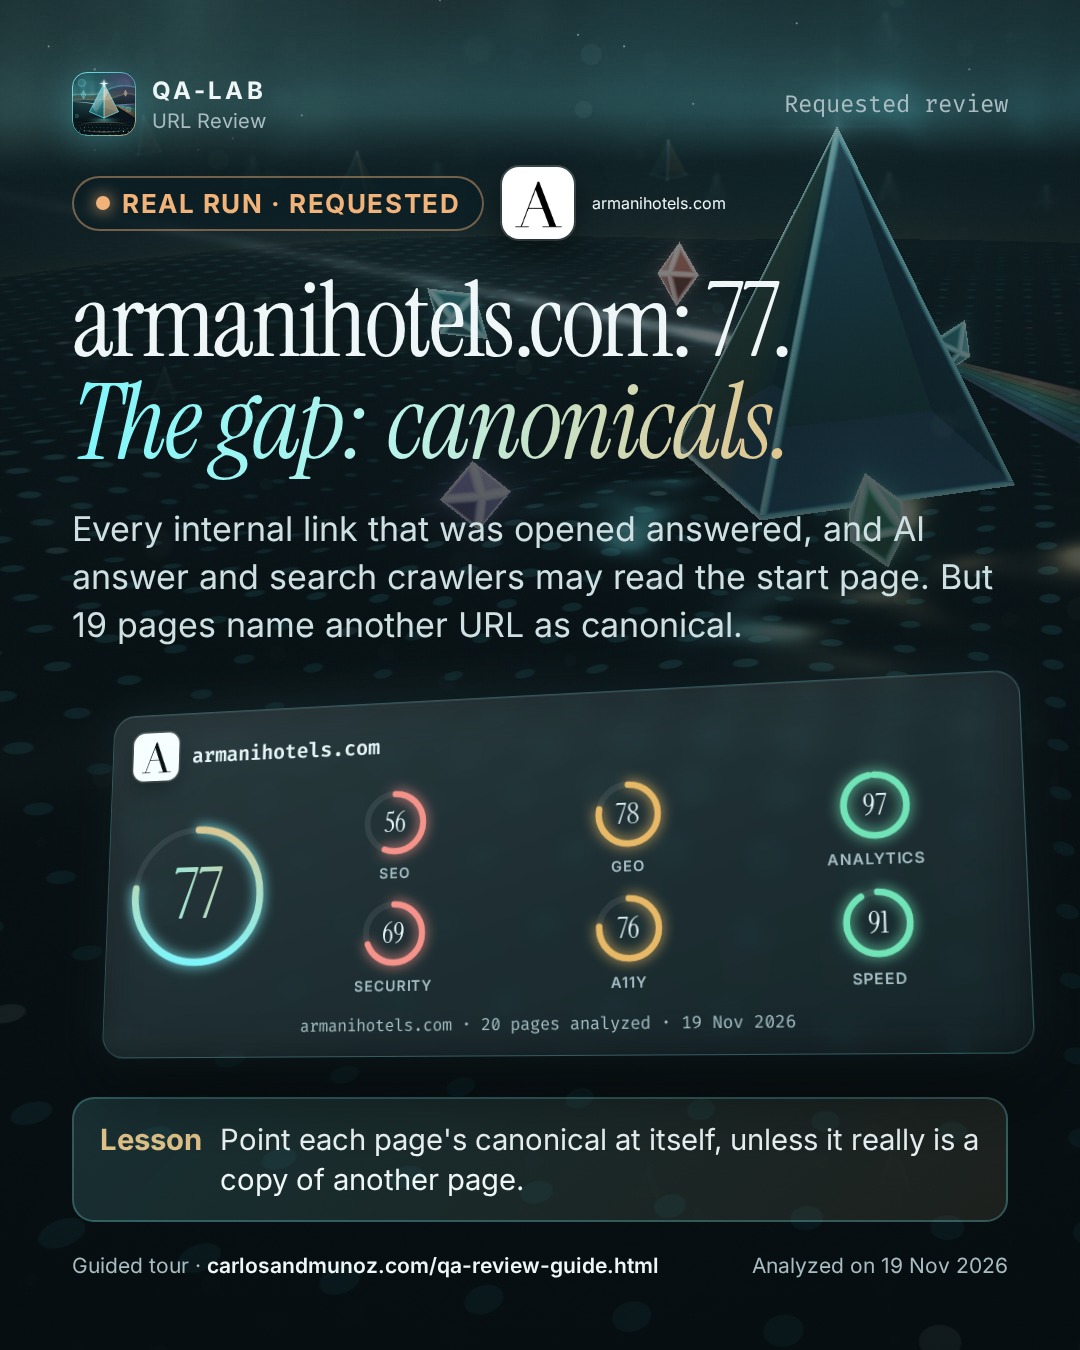 QA-LAB
URL Review
Requested review
REAL RUN · REQUESTED
A
armanihotels.com
armanihotels.com: 77.
The gap: canonicals.
Every internal link that was opened answered, and AI
answer and search crawlers may read the start page. But
19 pages name another URL as canonical.
A
armanihotels.com
77
56
SEO
78
GEO
97
ANALYTICS
69
SECURITY
76
A11Y
91
SPEED
armanihotels.com · 20 pages analyzed · 19 Nov 2026
Lesson
Point each page's canonical at itself, unless it really is a
copy of another page.
Guided tour · carlosandmunoz.com/qa-review-guide.html
Analyzed on 19 Nov 2026